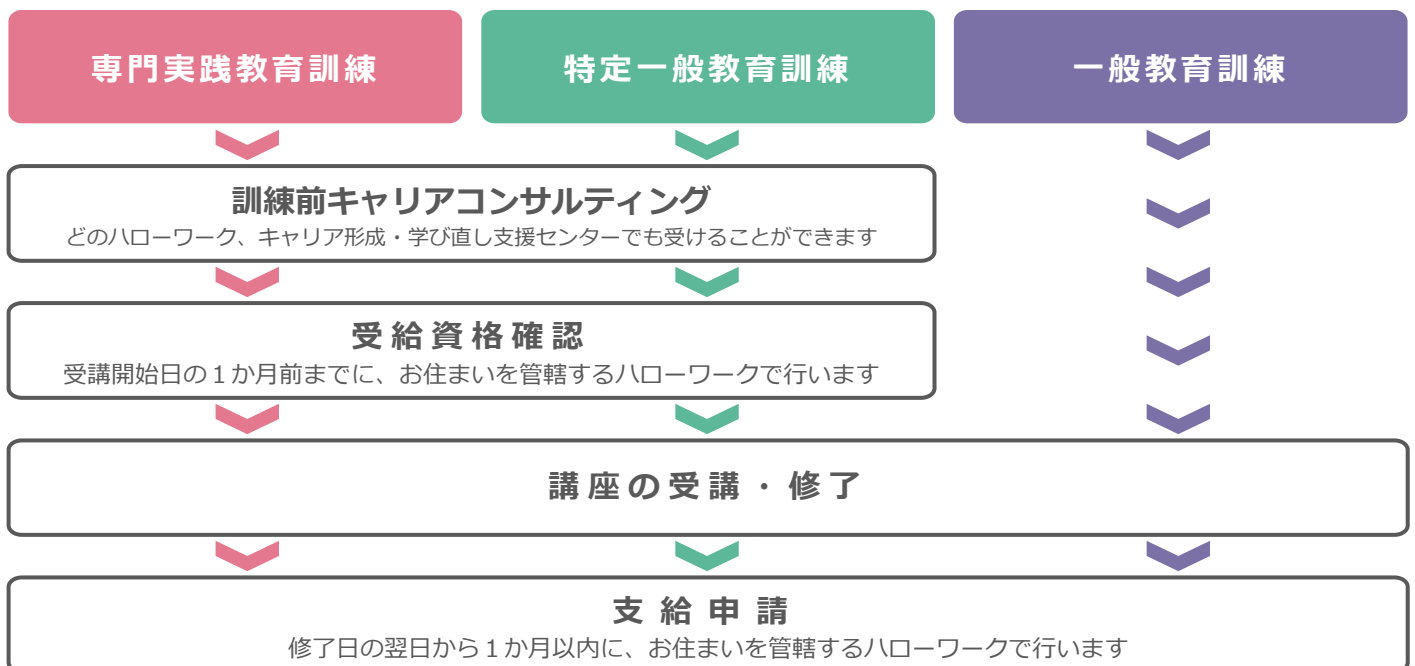 専門実践教育訓練
特定一般教育訓練
一般教育訓練
訓練前キャリアコンサルティング
どのハローワーク、キャリア形成・学び直し支援センターでも受けることができます
受給資格確認
受講開始日の１か月前までに、お住まいを管轄するハローワークで行います
講座の受講・修了
支給申請
修了日の翌日から１か月以内に、お住まいを管轄するハローワークで行います